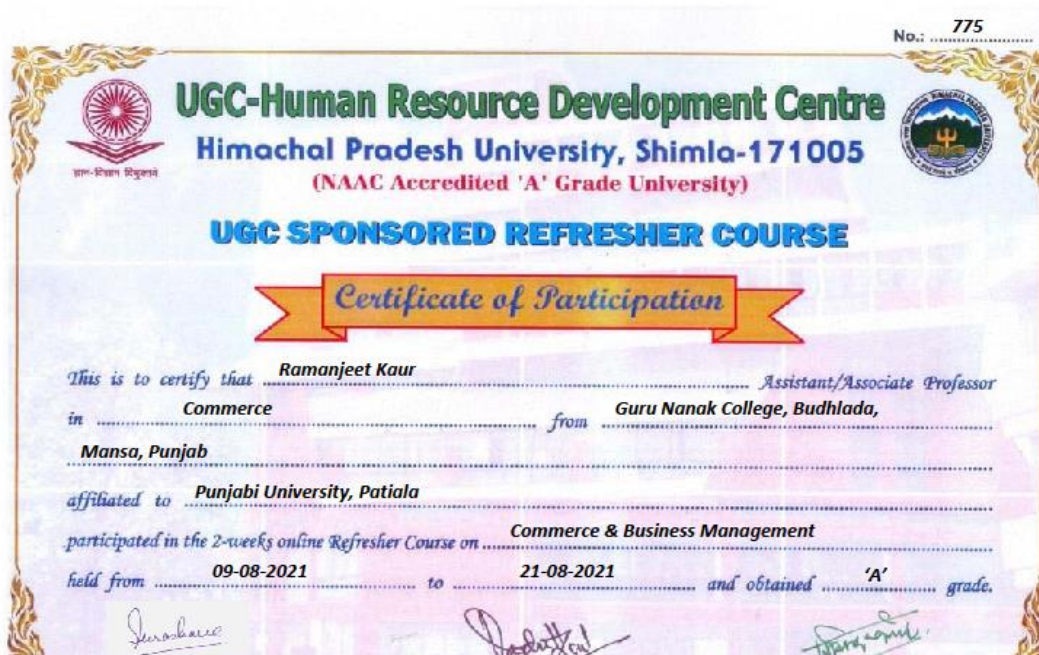 No.: 775
UGC-Human Resource Development Centre
Himachal Pradesh University, Shimla-171005
(NAAC Accredited 'A' Grade University)
UGC SPONSORED REFRESHER COURSE
Certificate of Participation
This is to certify that Ramanjeet Kaur Assistant/Associate Professor
in Commerce from Guru Nanak College, Budhlada,
Mansa, Punjab
affiliated to Punjabi University, Patiala
participated in the 2-weeks online Refresher Course on Commerce & Business Management
held from 09-08-2021 to 21-08-2021 and obtained 'A' grade.